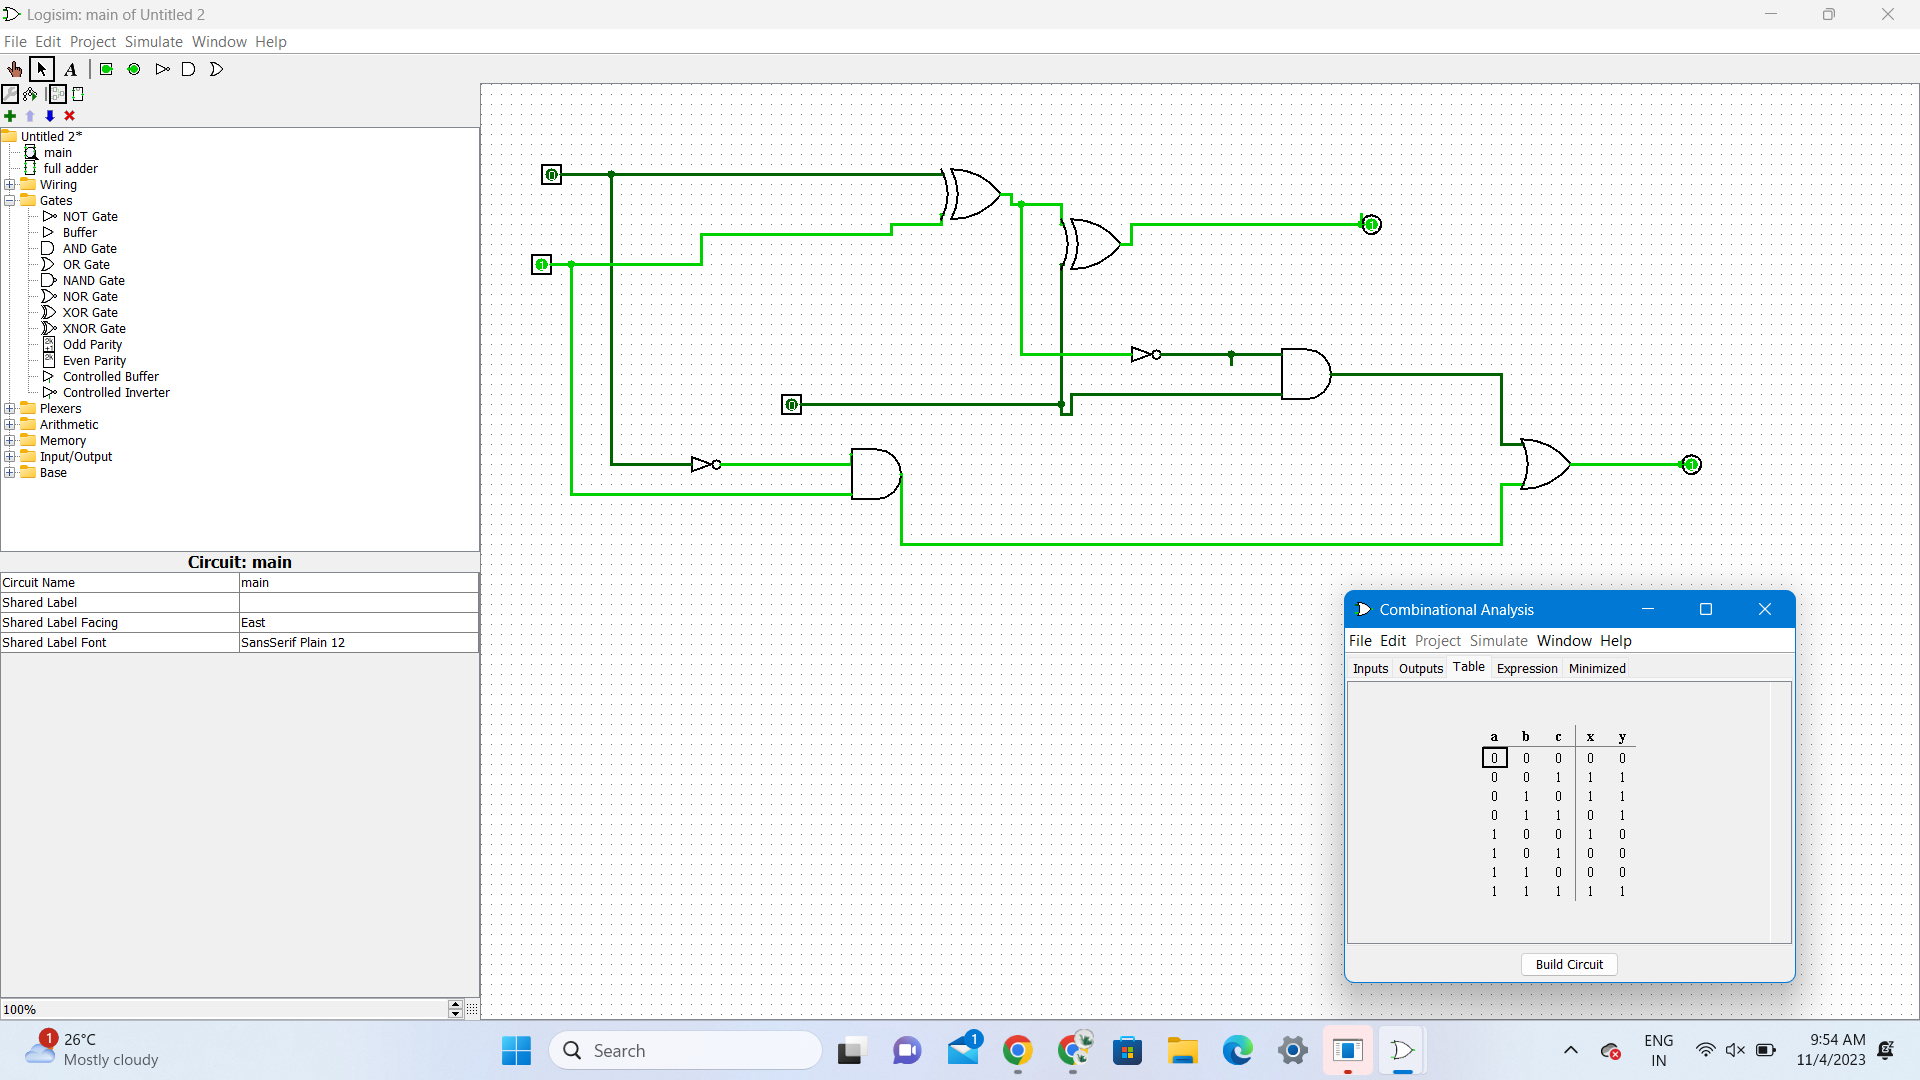 Logisim: main of Untitled 2
File Edit Project Simulate Window Help
A
Untitled 2*
main
full adder
Wiring
Gates
NOT Gate
Buffer
AND Gate
OR Gate
NAND Gate
NOR Gate
XOR Gate
XNOR Gate
Odd Parity
Even Parity
Controlled Buffer
Controlled Inverter
Plexers
Arithmetic
Memory
Input/Output
Base
Circuit: main
Circuit Name main
Shared Label
Shared Label Facing East
Shared Label Font SansSerif Plain 12
100%
0
1
1
0
1
Combinational Analysis
File Edit Project Simulate Window Help
Inputs Outputs Table Expression Minimized
a b c x y
0 0 0 0 0
0 0 1 1 1
0 1 0 1 1
0 1 1 0 1
1 0 0 1 0
1 0 1 0 0
1 1 0 0 0
1 1 1 1 1
Build Circuit
1
26°C
Mostly cloudy
Search
1
ENG
IN
9:54 AM
11/4/2023